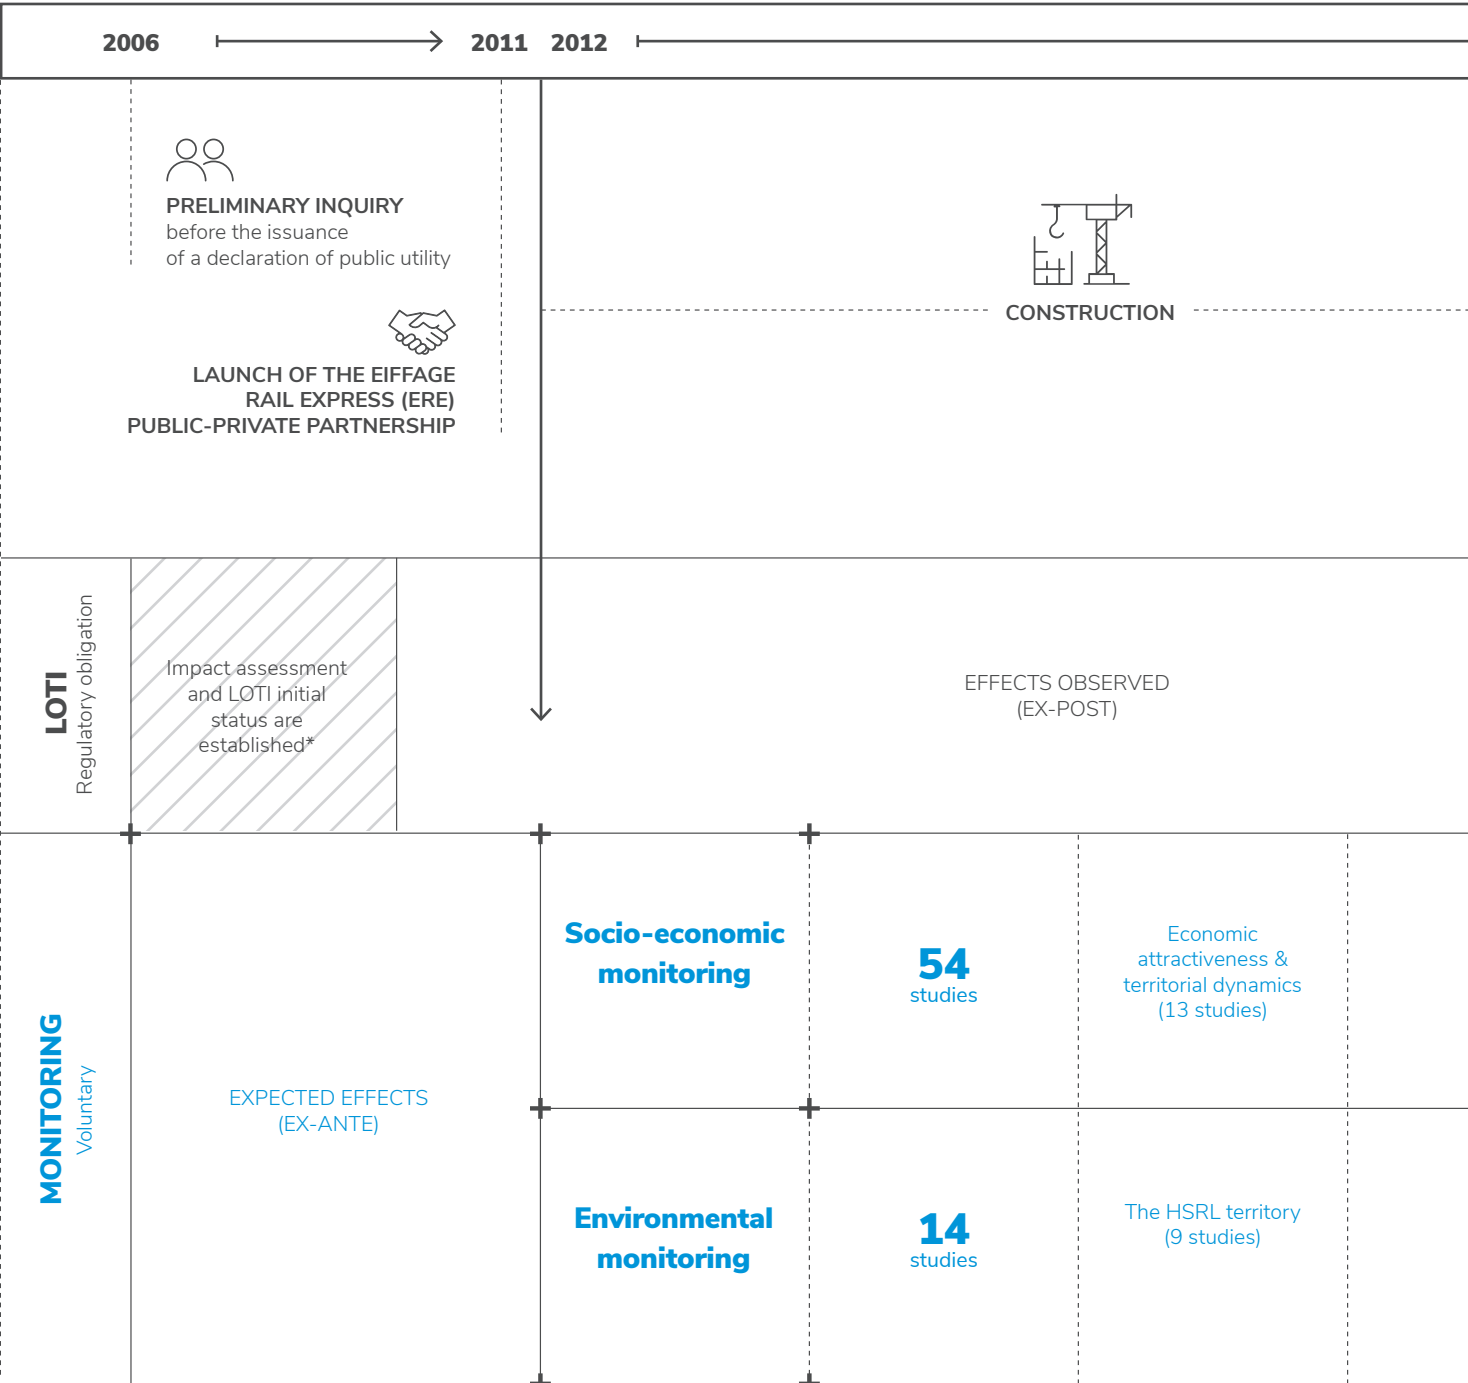 2006
2011
2012
PRELIMINARY INQUIRY
before the issuance
of a declaration of public utility
LAUNCH OF THE EIFFAGE
RAIL EXPRESS (ERE)
PUBLIC-PRIVATE PARTNERSHIP
CONSTRUCTION
LOTI
Regulatory obligation
Impact assessment
and LOTI initial
status are
established*
EFFECTS OBSERVED
(EX-POST)
MONITORING
Voluntary
EXPECTED EFFECTS
(EX-ANTE)
Socio-economic
monitoring
54
studies
Economic
attractiveness &
territorial dynamics
(13 studies)
Environmental
monitoring
14
studies
The HSRL territory
(9 studies)